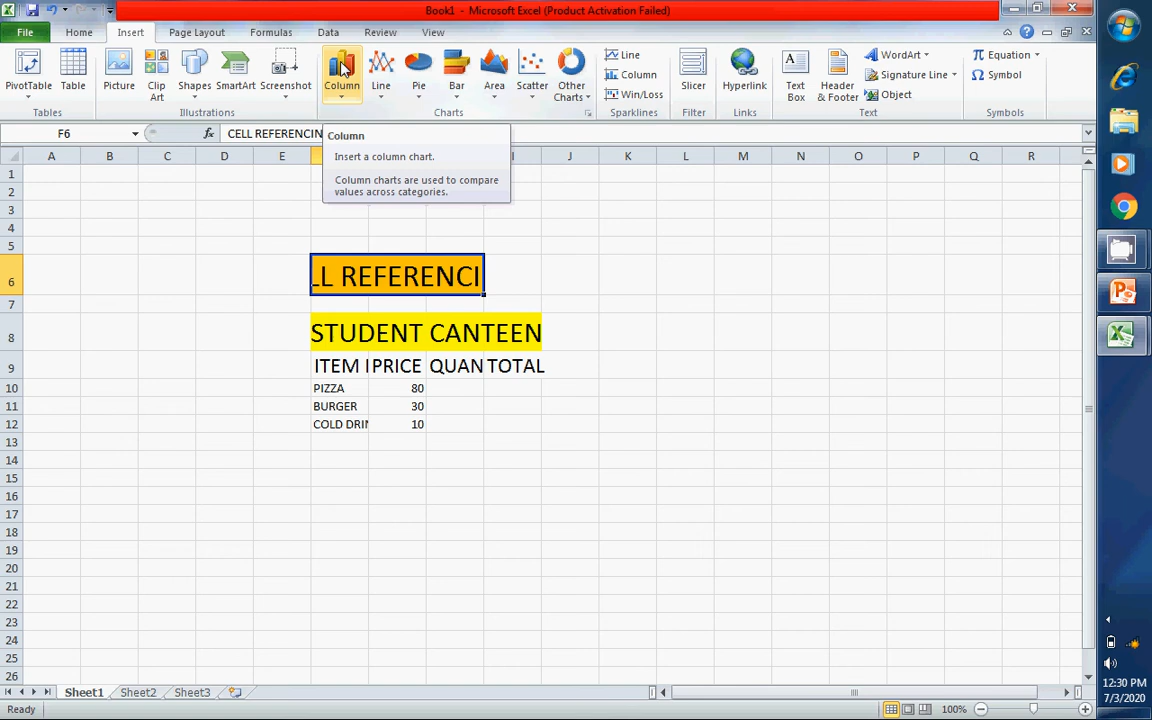 Book1 - Microsoft Excel (Product Activation Failed)
File Home Insert Page Layout Formulas Data Review View
PivotTable Table Picture Clip Art Shapes SmartArt Screenshot Column Line Pie Bar Area Scatter Other Charts Line Column Win/Loss Slicer Hyperlink Text Box Header & Footer WordArt Signature Line Object Equation Symbol
Tables Illustrations Charts Sparklines Filter Links Text Symbols
F6 fx CELL REFERENCIN
Column
Insert a column chart.
Column charts are used to compare
values across categories.
A B C D E I J K L M N O P Q R
1
2
3
4
5
6 LL REFERENCI
7
8 STUDENT CANTEEN
9 ITEM PRICE QUAN TOTAL
10 PIZZA 80
11 BURGER 30
12 COLD DRIN 10
13
14
15
16
17
18
19
20
21
22
23
24
25
26
Sheet1 Sheet2 Sheet3
Ready 100%
12:30 PM
7/3/2020